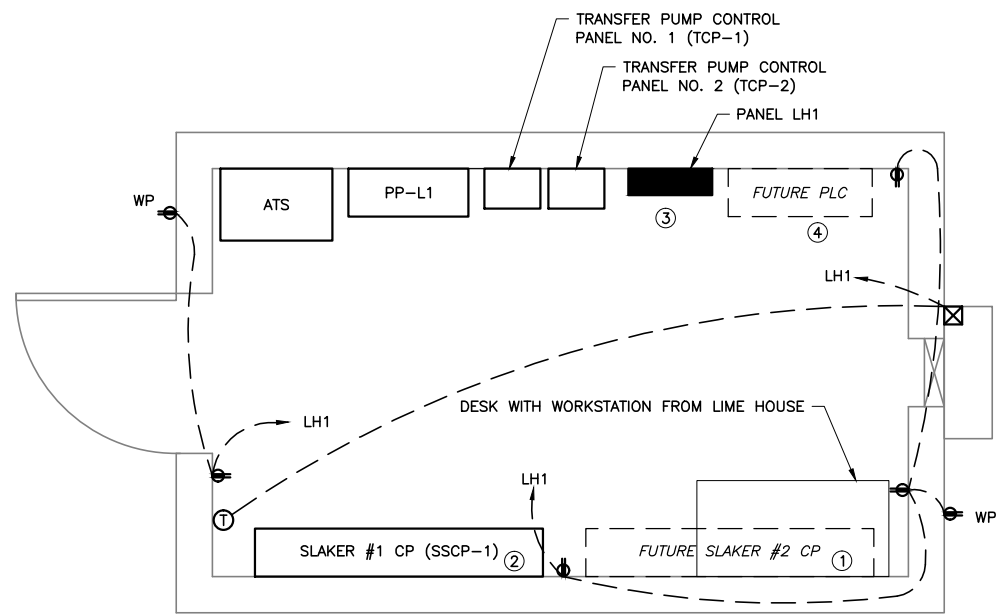 TRANSFER PUMP CONTROL
PANEL NO. 1 (TCP-1)
TRANSFER PUMP CONTROL
PANEL NO. 2 (TCP-2)
PANEL LH1
WP
ATS
PP-L1
FUTURE PLC
3
4
LH1
DESK WITH WORKSTATION FROM LIME HOUSE
LH1
LH1
T
WP
SLAKER #1 CP (SSCP-1)
2
FUTURE SLAKER #2 CP
1